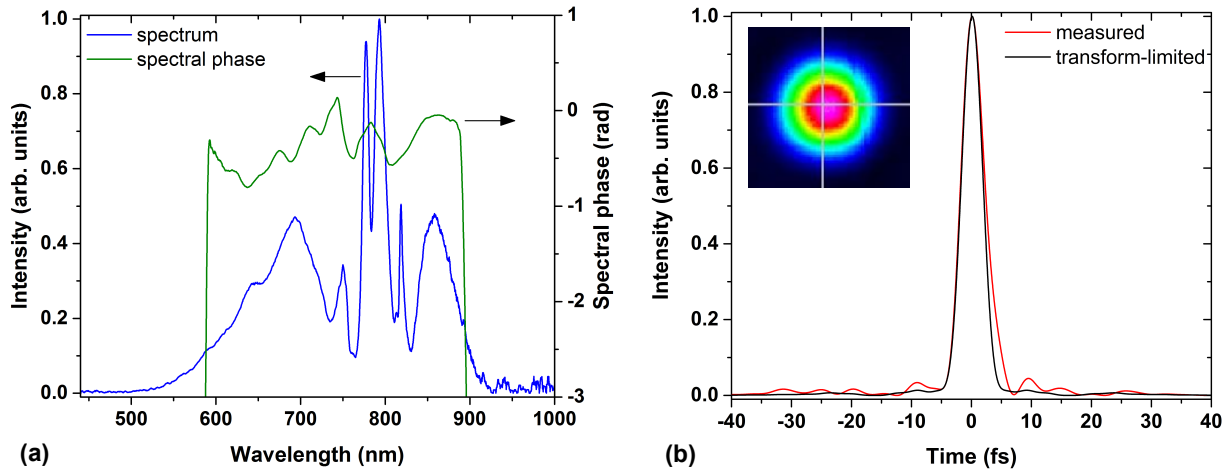 spectrum
spectral phase
1.0
0.8
0.6
0.4
0.2
0.0
Intensity (arb. units)
1
0
-1
-2
-3
Spectral phase (rad)
500 600 700 800 900 1000
Wavelength (nm)
(a)
measured
transform-limited
1.0
0.8
0.6
0.4
0.2
0.0
Intensity (arb. units)
-40 -30 -20 -10 0 10 20 30 40
Time (fs)
(b)